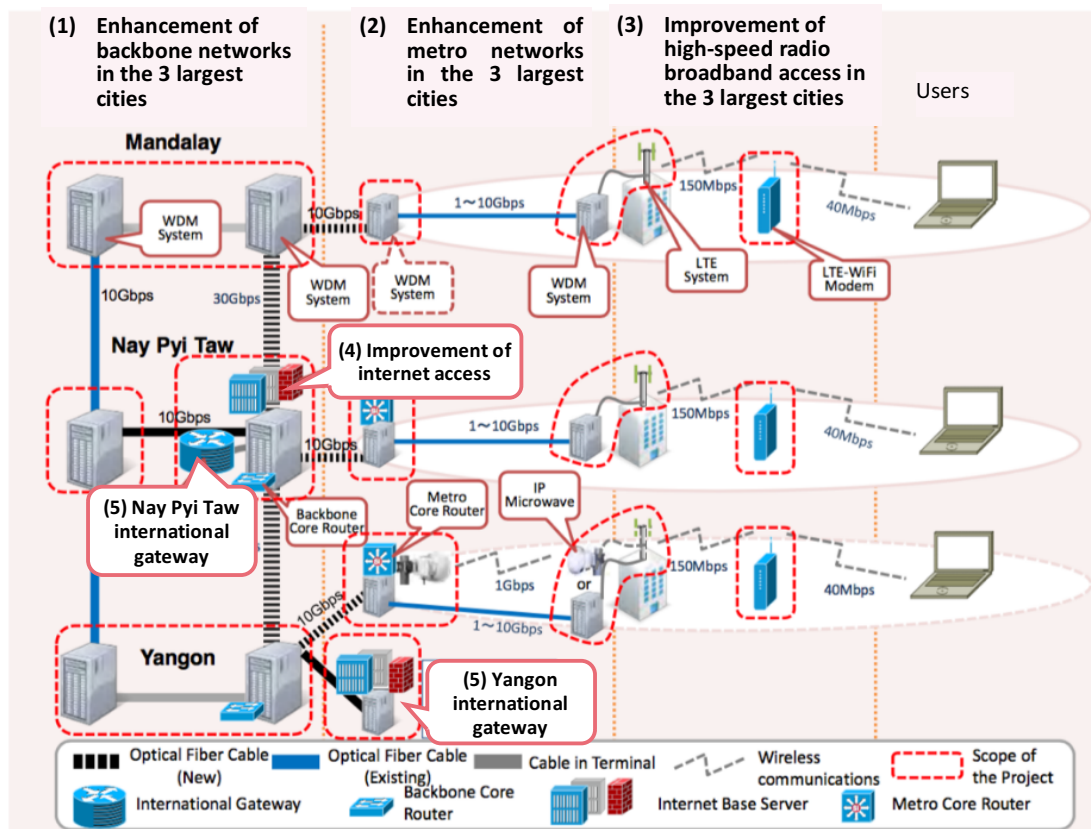 (1) Enhancement of
backbone networks
in the 3 largest
cities
(2) Enhancement of
metro networks
in the 3 largest
cities
(3) Improvement of
high-speed radio
broadband access in
the 3 largest cities
Users
Mandalay
WDM
System
WDM
System
10Gbps
WDM
System
1～10Gbps
WDM
System
LTE
System
150Mbps
LTE-WiFi
Modem
40Mbps
10Gbps
30Gbps
Nay Pyi Taw
(4) Improvement of
internet access
10Gbps
10Gbps
1～10Gbps
150Mbps
40Mbps
(5) Nay Pyi Taw
international
gateway
Backbone
Core Router
Metro
Core Router
IP
Microwave
1Gbps
or
150Mbps
40Mbps
10Gbps
1～10Gbps
Yangon
(5) Yangon
international
gateway
Optical Fiber Cable
(New)
Optical Fiber Cable
(Existing)
Cable in Terminal
Wireless
communications
Scope of
the Project
International Gateway
Backbone Core
Router
Internet Base Server
Metro Core Router